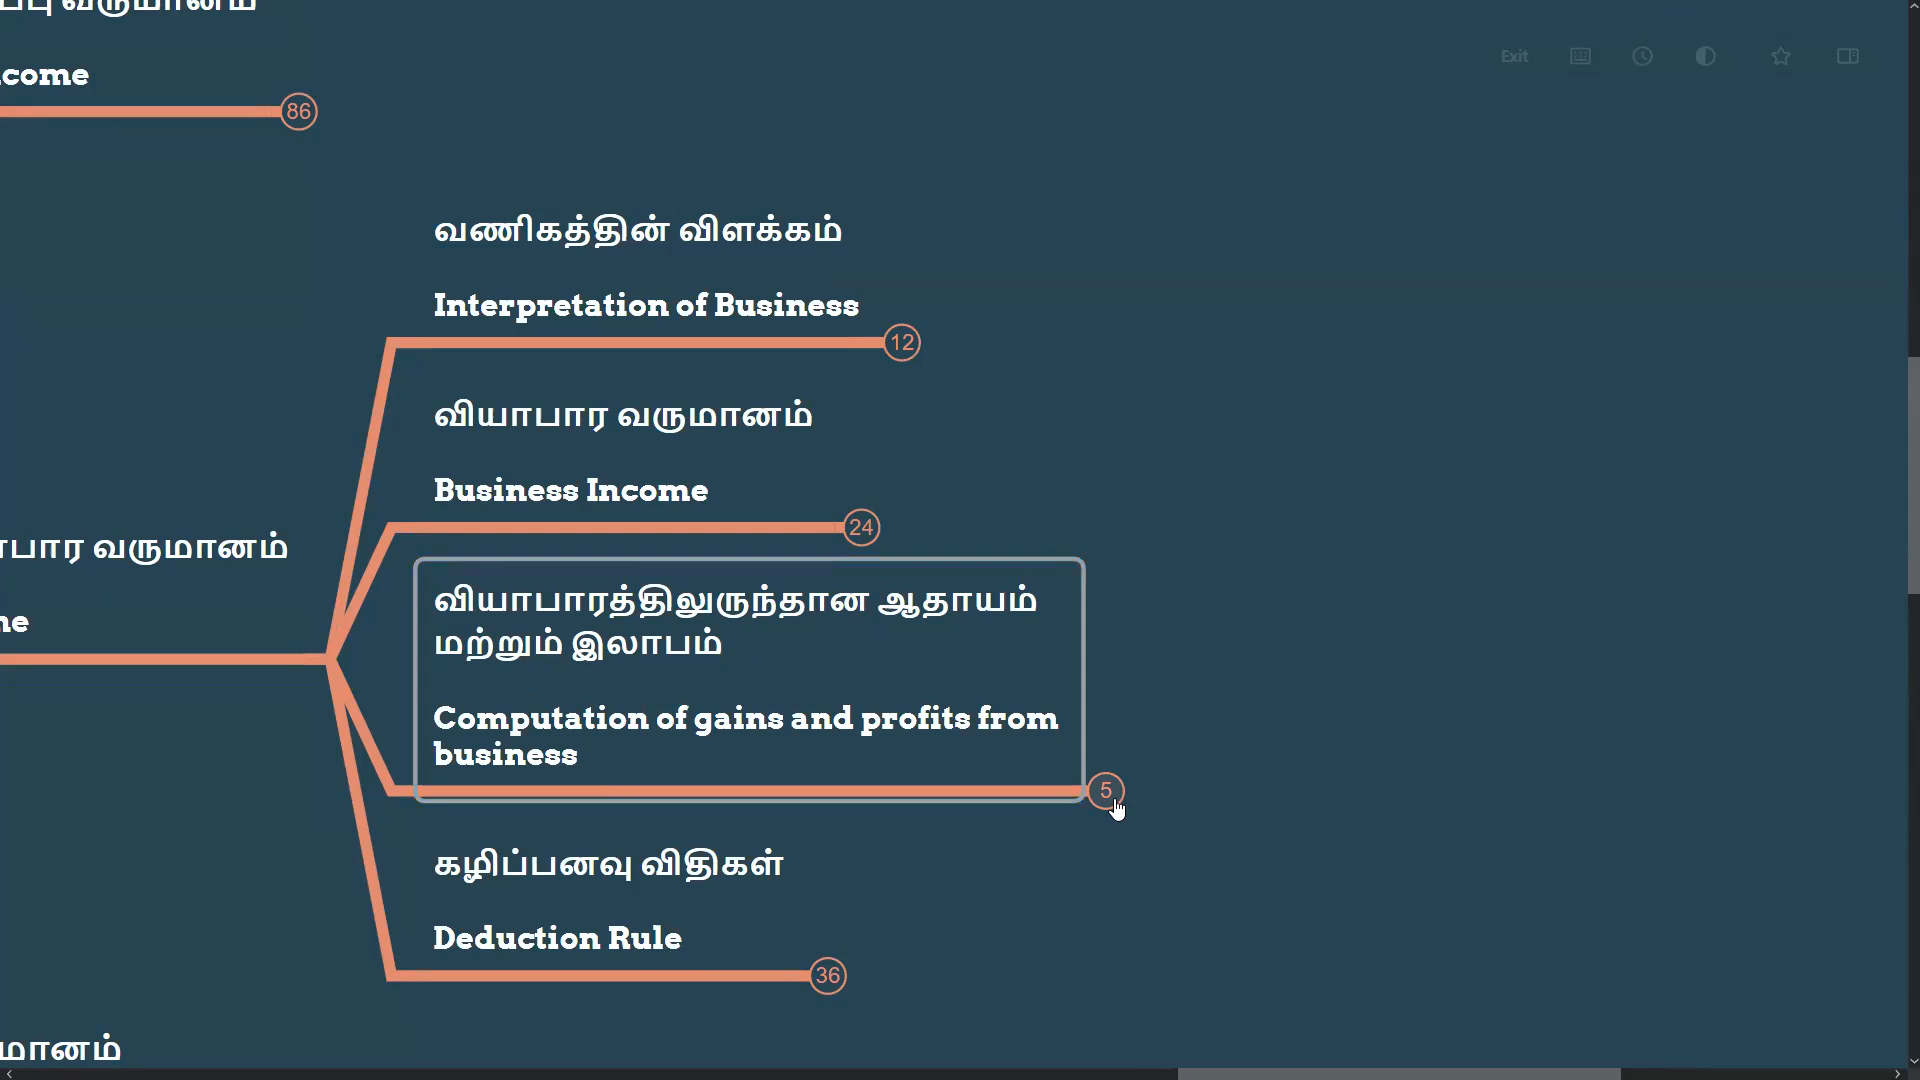 வருமானம்
Exit
come
86
வணிகத்தின் விளக்கம்
Interpretation of Business
12
வியாபார வருமானம்
Business Income
24
பார வருமானம்
வியாபாரத்திலுருந்தான ஆதாயம்
மற்றும் இலாபம்
Computation of gains and profits from
business
5
கழிப்பனவு விதிகள்
Deduction Rule
36
மானம்